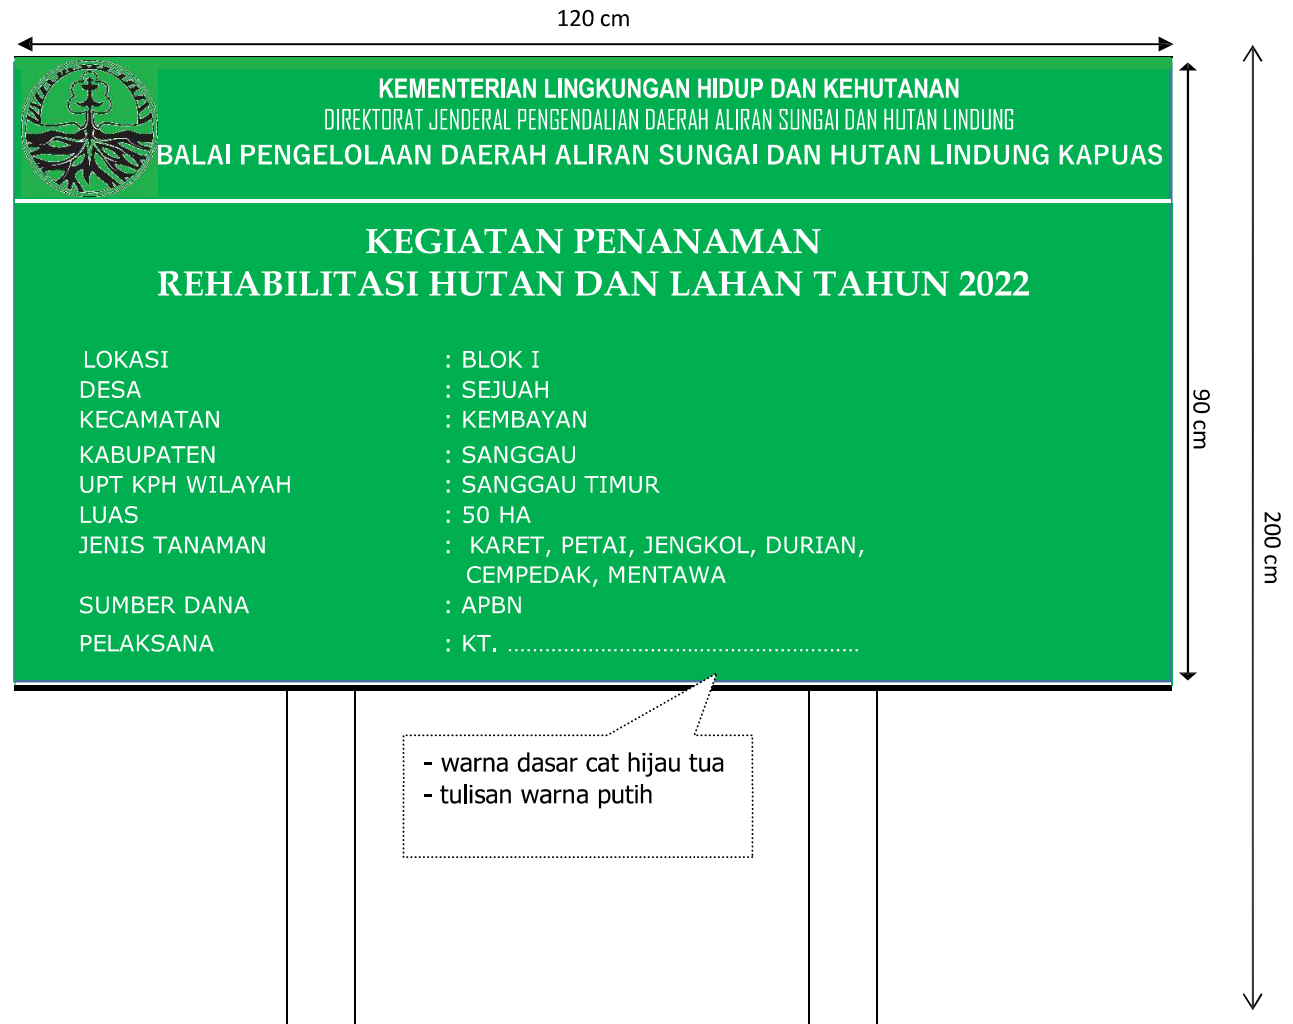 120 cm
KEMENTERIAN LINGKUNGAN HIDUP DAN KEHUTANAN
DIREKTORAT JENDERAL PENGENDALIAN DAERAH ALIRAN SUNGAI DAN HUTAN LINDUNG
BALAI PENGELOLAAN DAERAH ALIRAN SUNGAI DAN HUTAN LINDUNG KAPUAS
KEGIATAN PENANAMAN
REHABILITASI HUTAN DAN LAHAN TAHUN 2022
LOKASI : BLOK I
DESA : SEJUAH
KECAMATAN : KEMBAYAN
KABUPATEN : SANGGAU
UPT KPH WILAYAH : SANGGAU TIMUR
LUAS : 50 HA
JENIS TANAMAN : KARET, PETAI, JENGKOL, DURIAN,
CEMPEDAK, MENTAWA
SUMBER DANA : APBN
PELAKSANA : KT. .........................................................
90 cm
200 cm
- warna dasar cat hijau tua
- tulisan warna putih